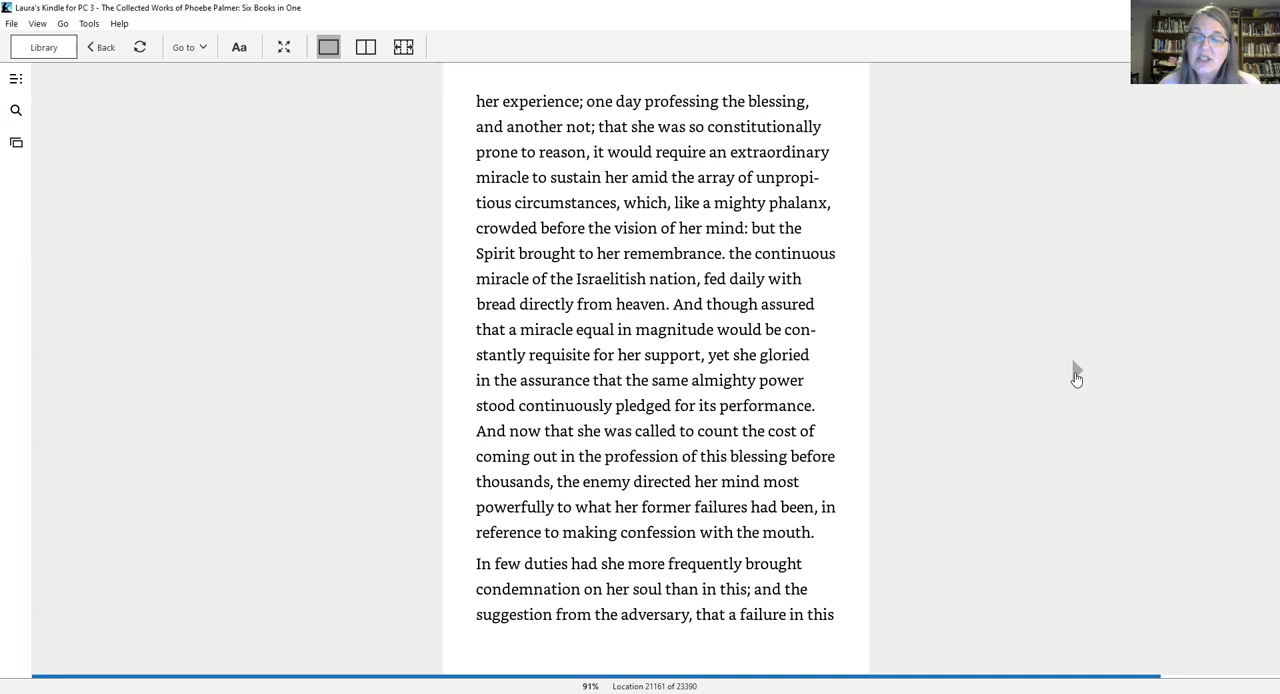 Laura's Kindle for PC 3 - The Collected Works of Phoebe Palmer: Six Books in One
File View Go Tools Help
Library Back Go to Aa
her experience; one day professing the blessing,
and another not; that she was so constitutionally
prone to reason, it would require an extraordinary
miracle to sustain her amid the array of unpropi-
tious circumstances, which, like a mighty phalanx,
crowded before the vision of her mind: but the
Spirit brought to her remembrance. the continuous
miracle of the Israelitish nation, fed daily with
bread directly from heaven. And though assured
that a miracle equal in magnitude would be con-
stantly requisite for her support, yet she gloried
in the assurance that the same almighty power
stood continuously pledged for its performance.
And now that she was called to count the cost of
coming out in the profession of this blessing before
thousands, the enemy directed her mind most
powerfully to what her former failures had been, in
reference to making confession with the mouth.
In few duties had she more frequently brought
condemnation on her soul than in this; and the
suggestion from the adversary, that a failure in this
91% Location 21161 of 23390